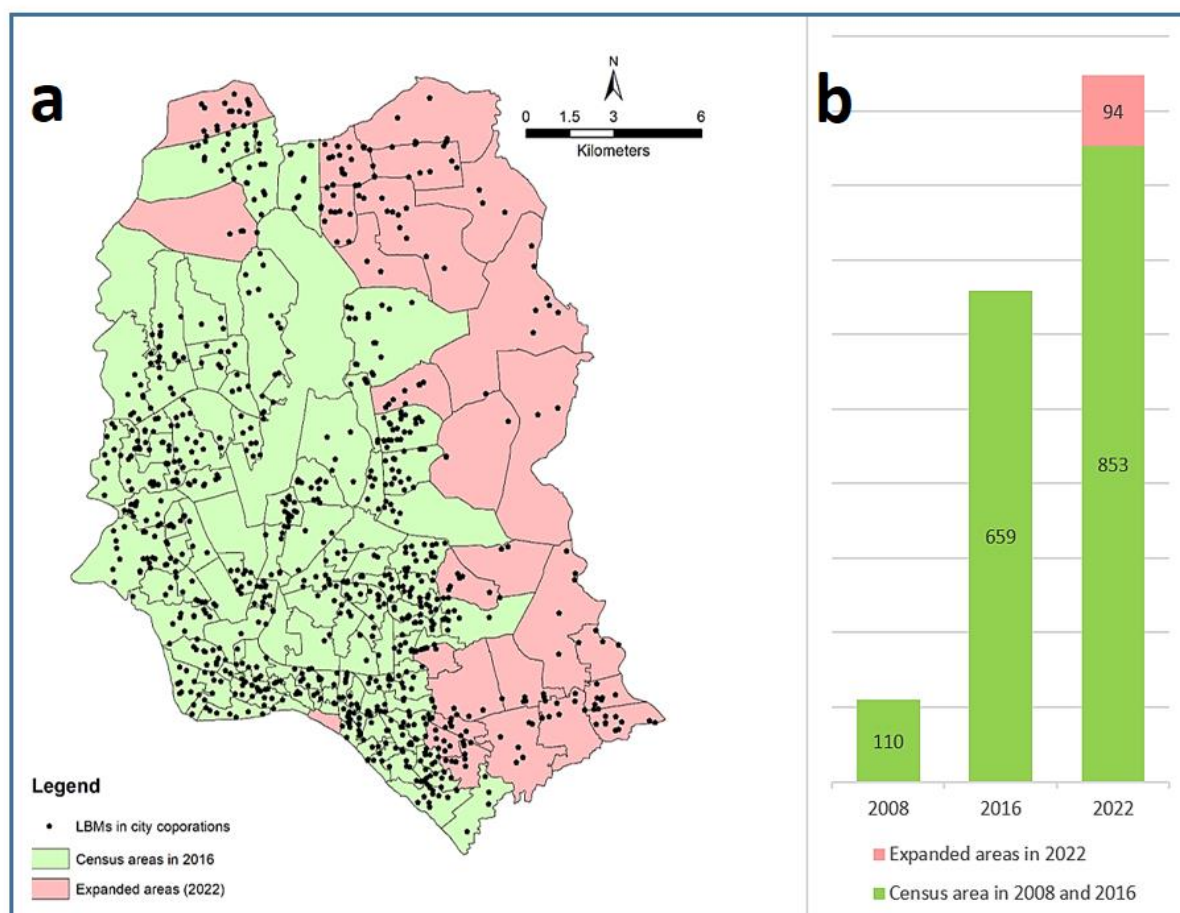 a
N
0 1.5 3 6
Kilometers
Legend
LBMs in city coporations
Census areas in 2016
Expanded areas (2022)
b
94
853
659
110
2008 2016 2022
Expanded areas in 2022
Census area in 2008 and 2016